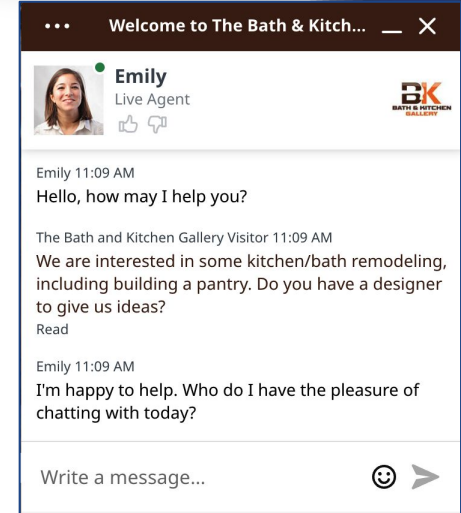 Welcome to The Bath & Kitch...
Emily
Live Agent
BK
BATH & KITCHEN
GALLERY
Emily 11:09 AM
Hello, how may I help you?
The Bath and Kitchen Gallery Visitor 11:09 AM
We are interested in some kitchen/bath remodeling,
including building a pantry. Do you have a designer
to give us ideas?
Read
Emily 11:09 AM
I'm happy to help. Who do I have the pleasure of
chatting with today?
Write a message...